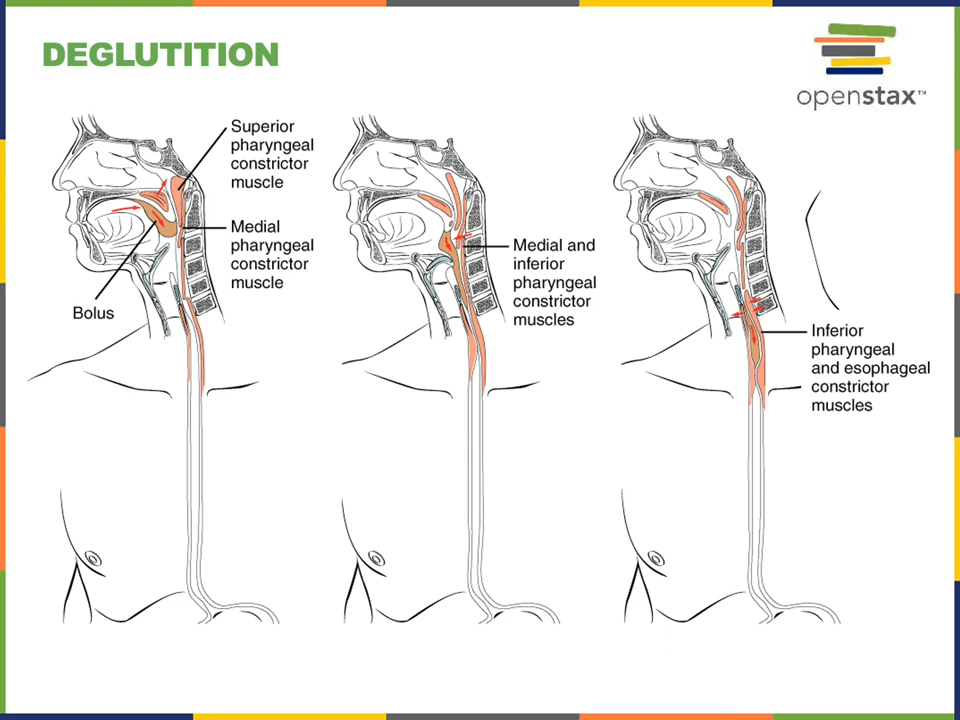 DEGLUTITION
openstax™
Superior
pharyngeal
constrictor
muscle
Medial
pharyngeal
constrictor
muscle
Bolus
Medial and
inferior
pharyngeal
constrictor
muscles
Inferior
pharyngeal
and esophageal
constrictor
muscles